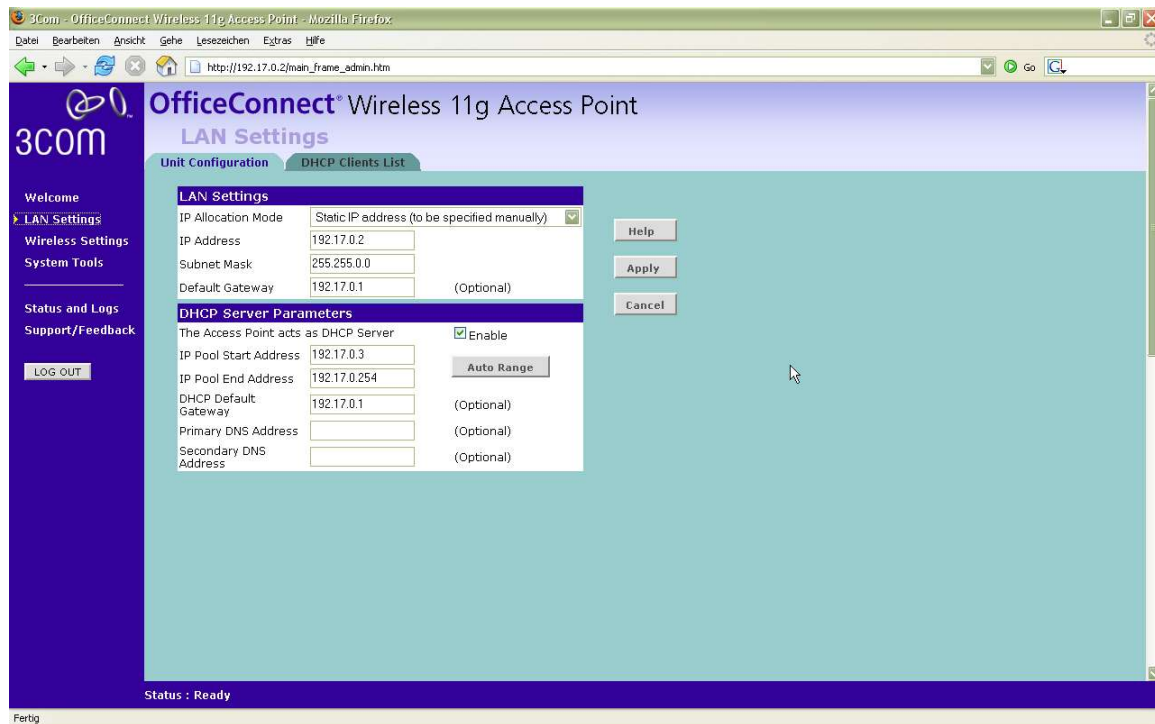 3Com - OfficeConnect Wireless 11g Access Point - Mozilla Firefox
Datei Bearbeiten Ansicht Gehe Lesezeichen Extras Hilfe
http://192.17.0.2/main_frame_admin.htm Go G
3COM
OfficeConnect® Wireless 11g Access Point
LAN Settings
Unit Configuration DHCP Clients List
Welcome
LAN Settings
Wireless Settings
System Tools
Status and Logs
Support/Feedback
LOG OUT
LAN Settings
IP Allocation Mode Static IP address (to be specified manually)
IP Address 192.17.0.2
Subnet Mask 255.255.0.0
Default Gateway 192.17.0.1 (Optional)
DHCP Server Parameters
The Access Point acts as DHCP Server Enable
IP Pool Start Address 192.17.0.3
Auto Range
IP Pool End Address 192.17.0.254
DHCP Default
Gateway 192.17.0.1 (Optional)
Primary DNS Address (Optional)
Secondary DNS
Address (Optional)
Help
Apply
Cancel
Status : Ready
Fertig